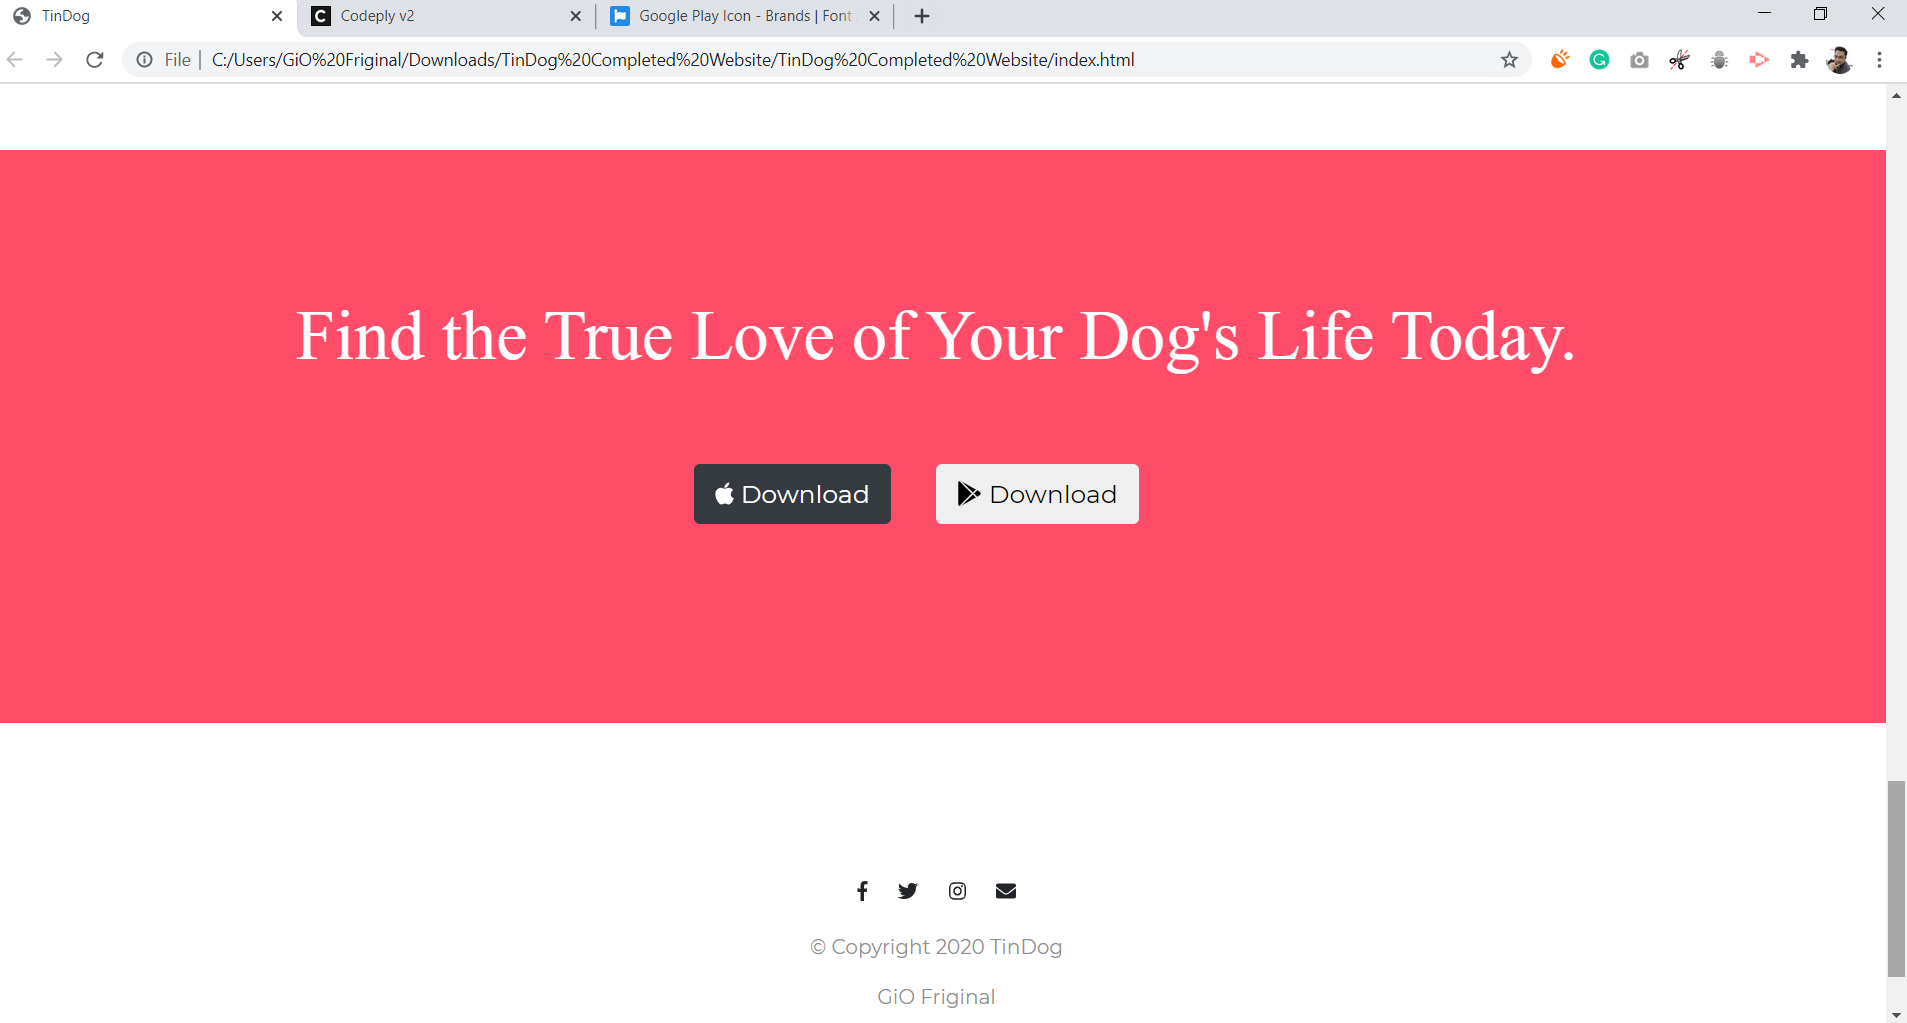 TinDog
Codeply v2
Google Play Icon - Brands | Font
File
C:/Users/GiO%20Friginal/Downloads/TinDog%20Completed%20Website/TinDog%20Completed%20Website/index.html
Find the True Love of Your Dog's Life Today.
Download
Download
© Copyright 2020 TinDog
GiO Friginal